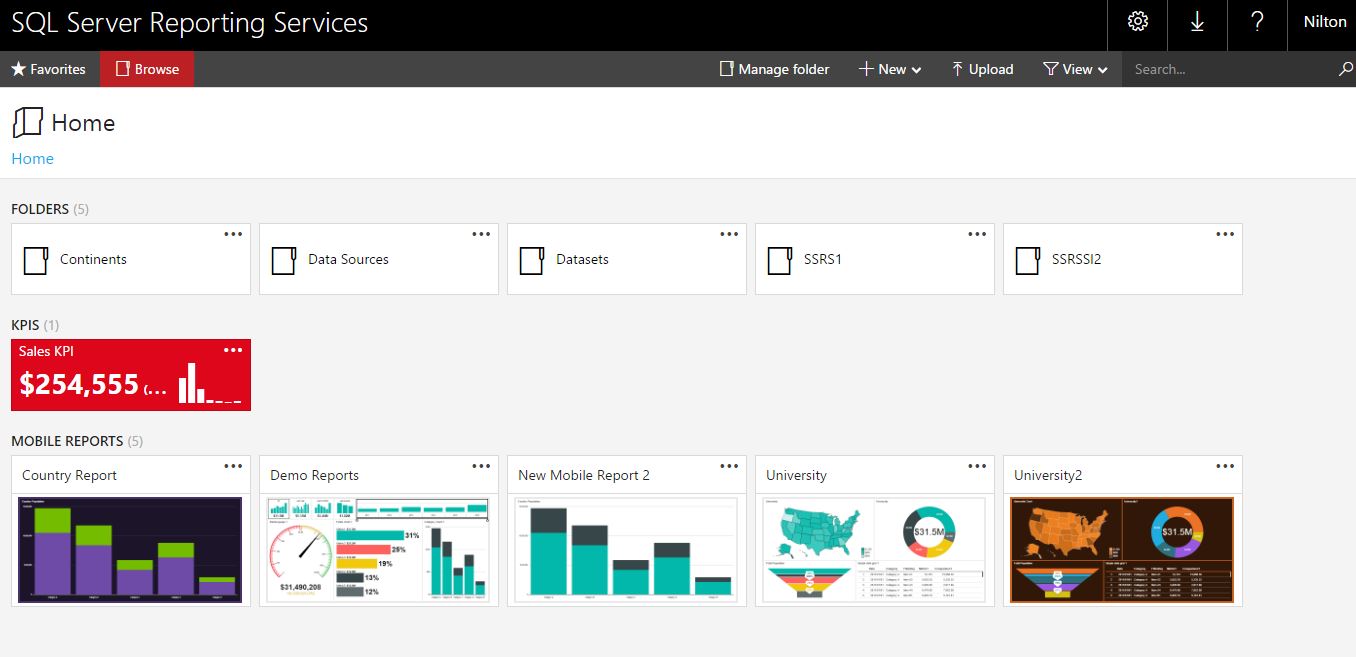 SQL Server Reporting Services
Nilton
Favorites
Browse
Manage folder
New
Upload
View
Search...
Home
Home
FOLDERS (5)
Continents
Data Sources
Datasets
SSRS1
SSRSSI2
KPIS (1)
Sales KPI
$254,555 (...
MOBILE REPORTS (5)
Country Report
Demo Reports
New Mobile Report 2
University
University2
31%
25%
19%
13%
12%
$31,490,208
$31.5M
$31.5M